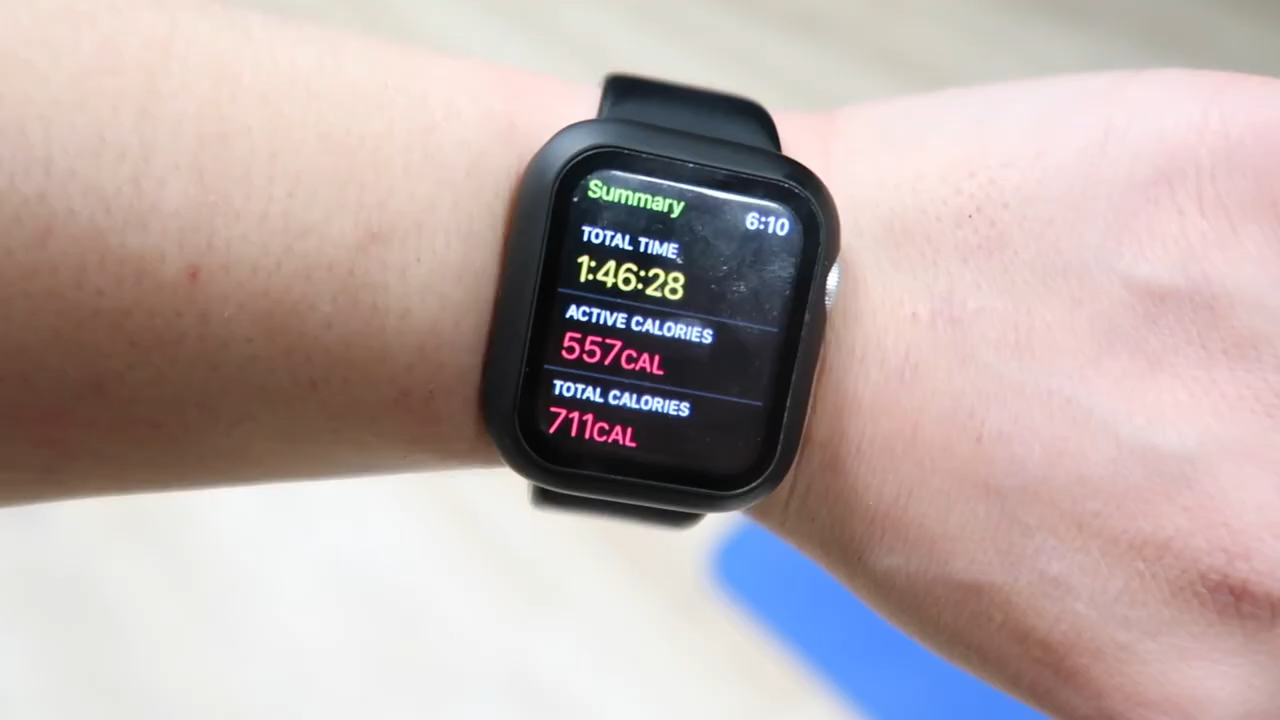 Summary
6:10
TOTAL TIME
1:46:28
ACTIVE CALORIES
557CAL
TOTAL CALORIES
711CAL